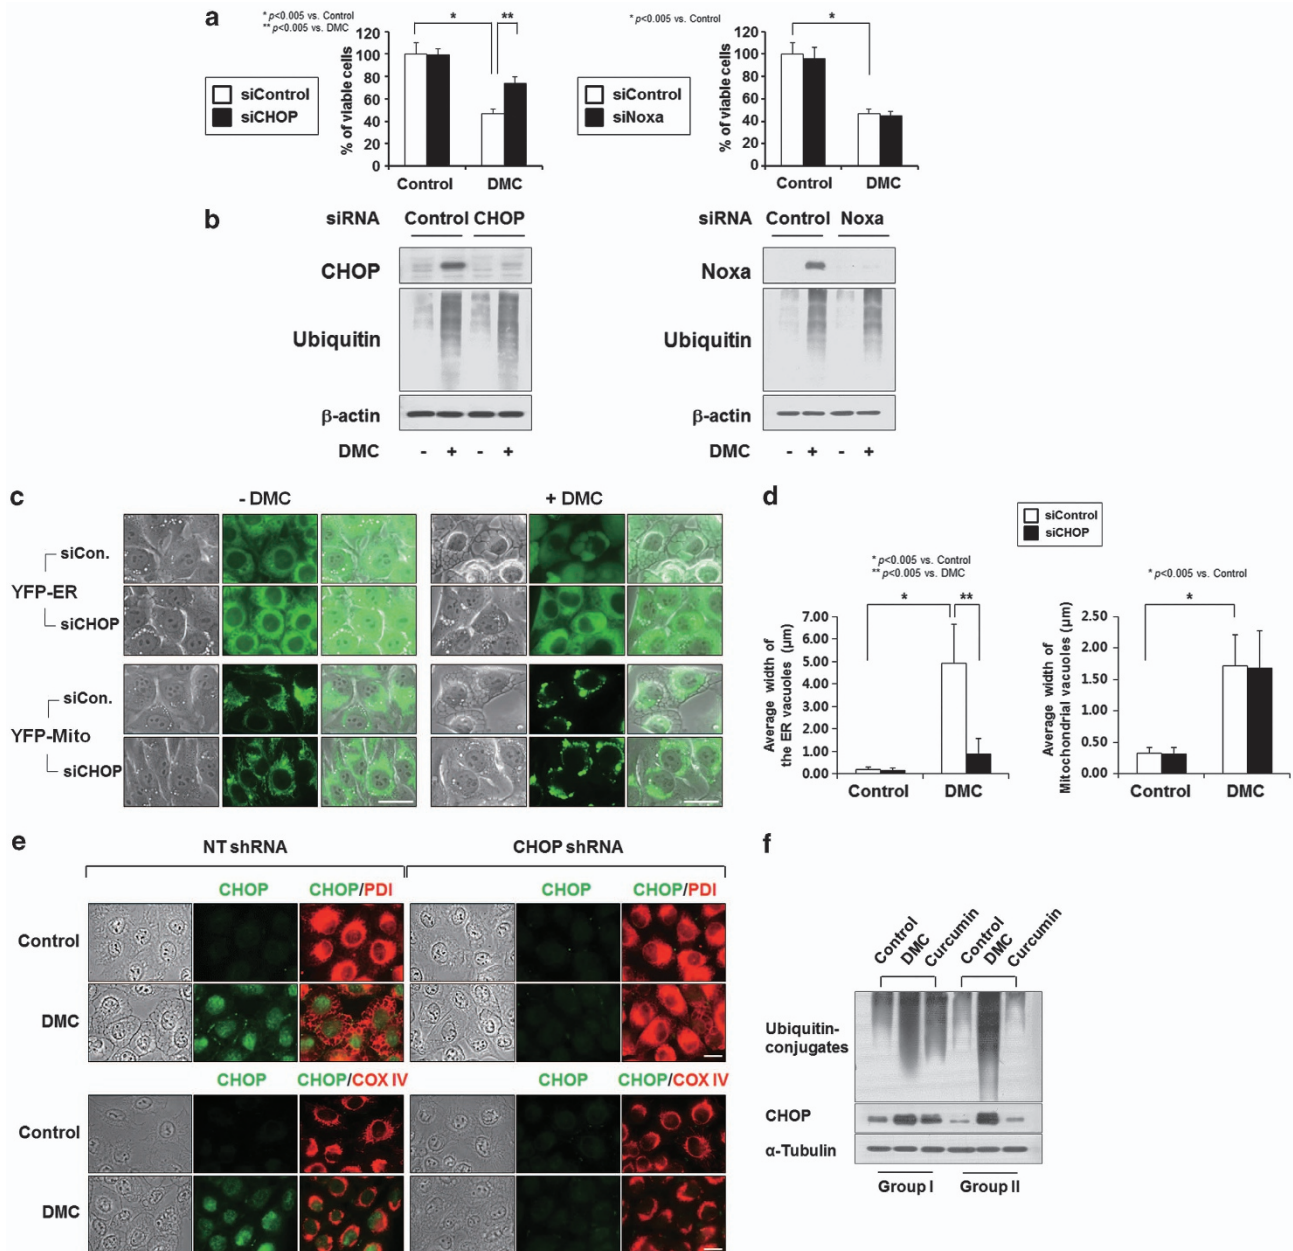 a
* p<0.005 vs. Control
** p<0.005 vs. DMC
* **
siControl
siCHOP
% of viable cells
120
100
80
60
40
20
0
Control DMC
* p<0.005 vs. Control
*
siControl
siNoxa
% of viable cells
120
100
80
60
40
20
0
Control DMC
b
siRNA Control CHOP
CHOP
Ubiquitin
β-actin
DMC - + - +
siRNA Control Noxa
Noxa
Ubiquitin
β-actin
DMC - + - +
c
- DMC + DMC
siCon.
YFP-ER
siCHOP
siCon.
YFP-Mito
siCHOP
d
siControl
siCHOP
* p<0.005 vs. Control
** p<0.005 vs. DMC
* **
Average width of
the ER vacuoles (μm)
7.00
6.00
5.00
4.00
3.00
2.00
1.00
0.00
Control DMC
* p<0.005 vs. Control
*
Average width of
Mitochondrial vacuoles (μm)
2.50
2.00
1.50
1.00
0.50
0.00
Control DMC
e
NT shRNA CHOP shRNA
CHOP CHOP/PDI CHOP CHOP/PDI
Control
DMC
CHOP CHOP/COX IV CHOP CHOP/COX IV
Control
DMC
f
Control DMC Curcumin Control DMC Curcumin
Ubiquitin-
conjugates
CHOP
α-Tubulin
Group I Group II